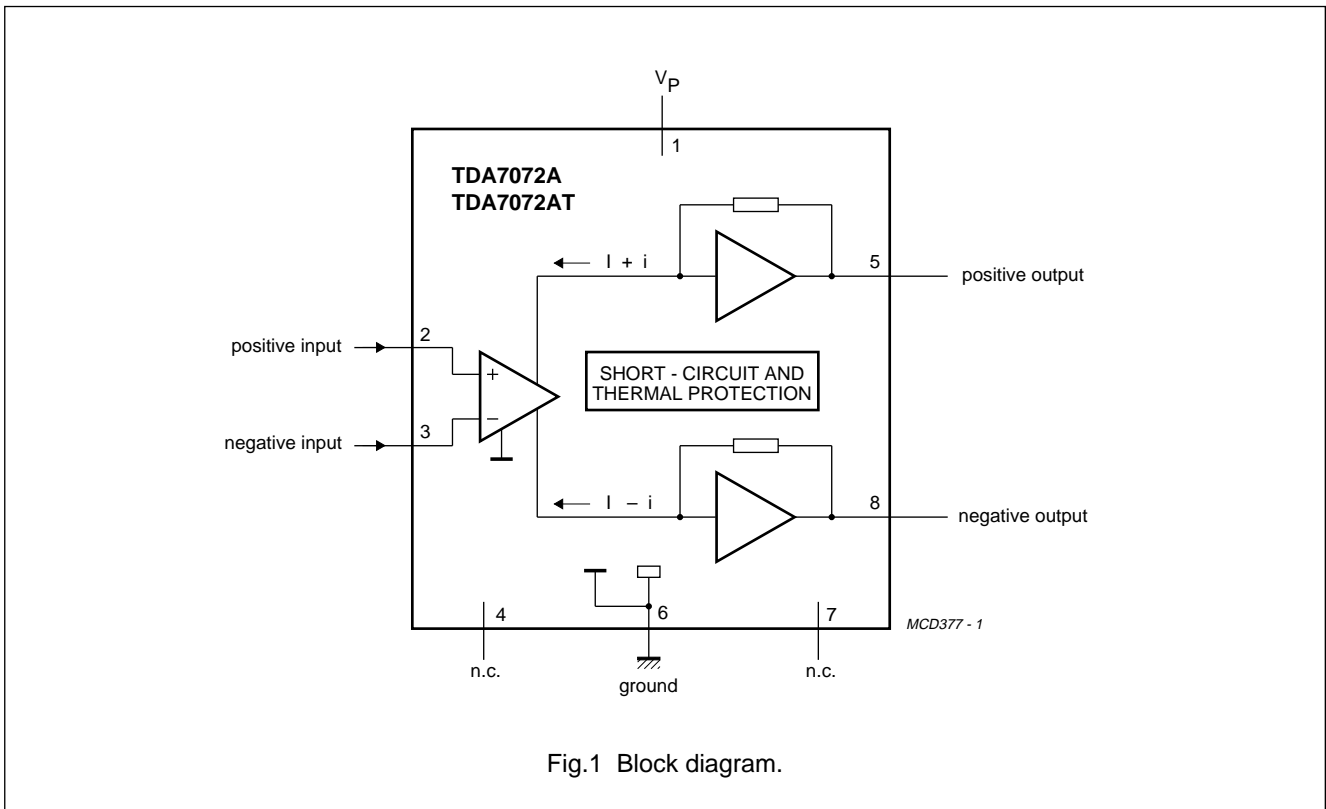 V P
1
TDA7072A
TDA7072AT
I + i
5
positive output
2
positive input
+
SHORT - CIRCUIT AND
THERMAL PROTECTION
−
negative input
3
I − i
8
negative output
4
6
7
MCD377 - 1
n.c.
ground
n.c.
Fig.1 Block diagram.